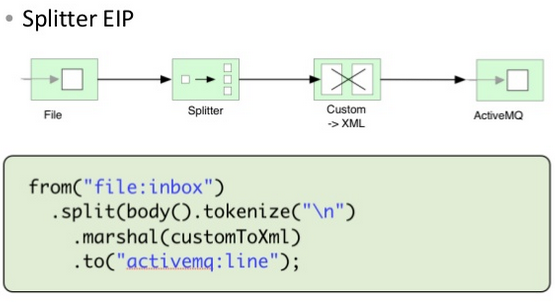 • Splitter EIP
File
Splitter
Custom
-> XML
ActiveMQ
from("file:inbox")
.split(body().tokenize("\n")
.marshal(customToXml)
.to("activemq:line");